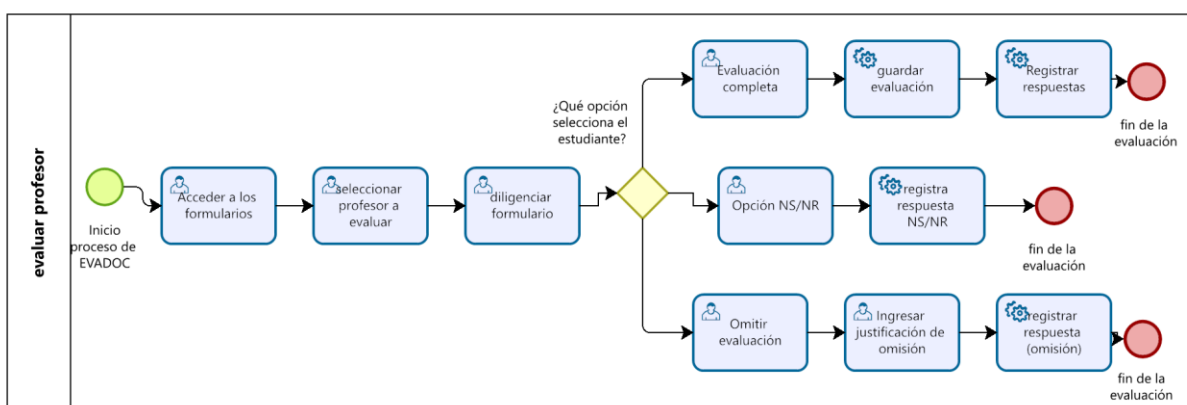 evaluar profesor
Inicio
proceso de
EVADOC
Acceder a los
formularios
seleccionar
profesor a
evaluar
diligenciar
formulario
¿Qué opción
selecciona el
estudiante?
Evaluación
completa
guardar
evaluación
Registrar
respuestas
fin de la
evaluación
Opción NS/NR
registra
respuesta
NS/NR
fin de la
evaluación
Omitir
evaluación
Ingresar
justificación de
omisión
registrar
respuesta
(omisión)
fin de la
evaluación